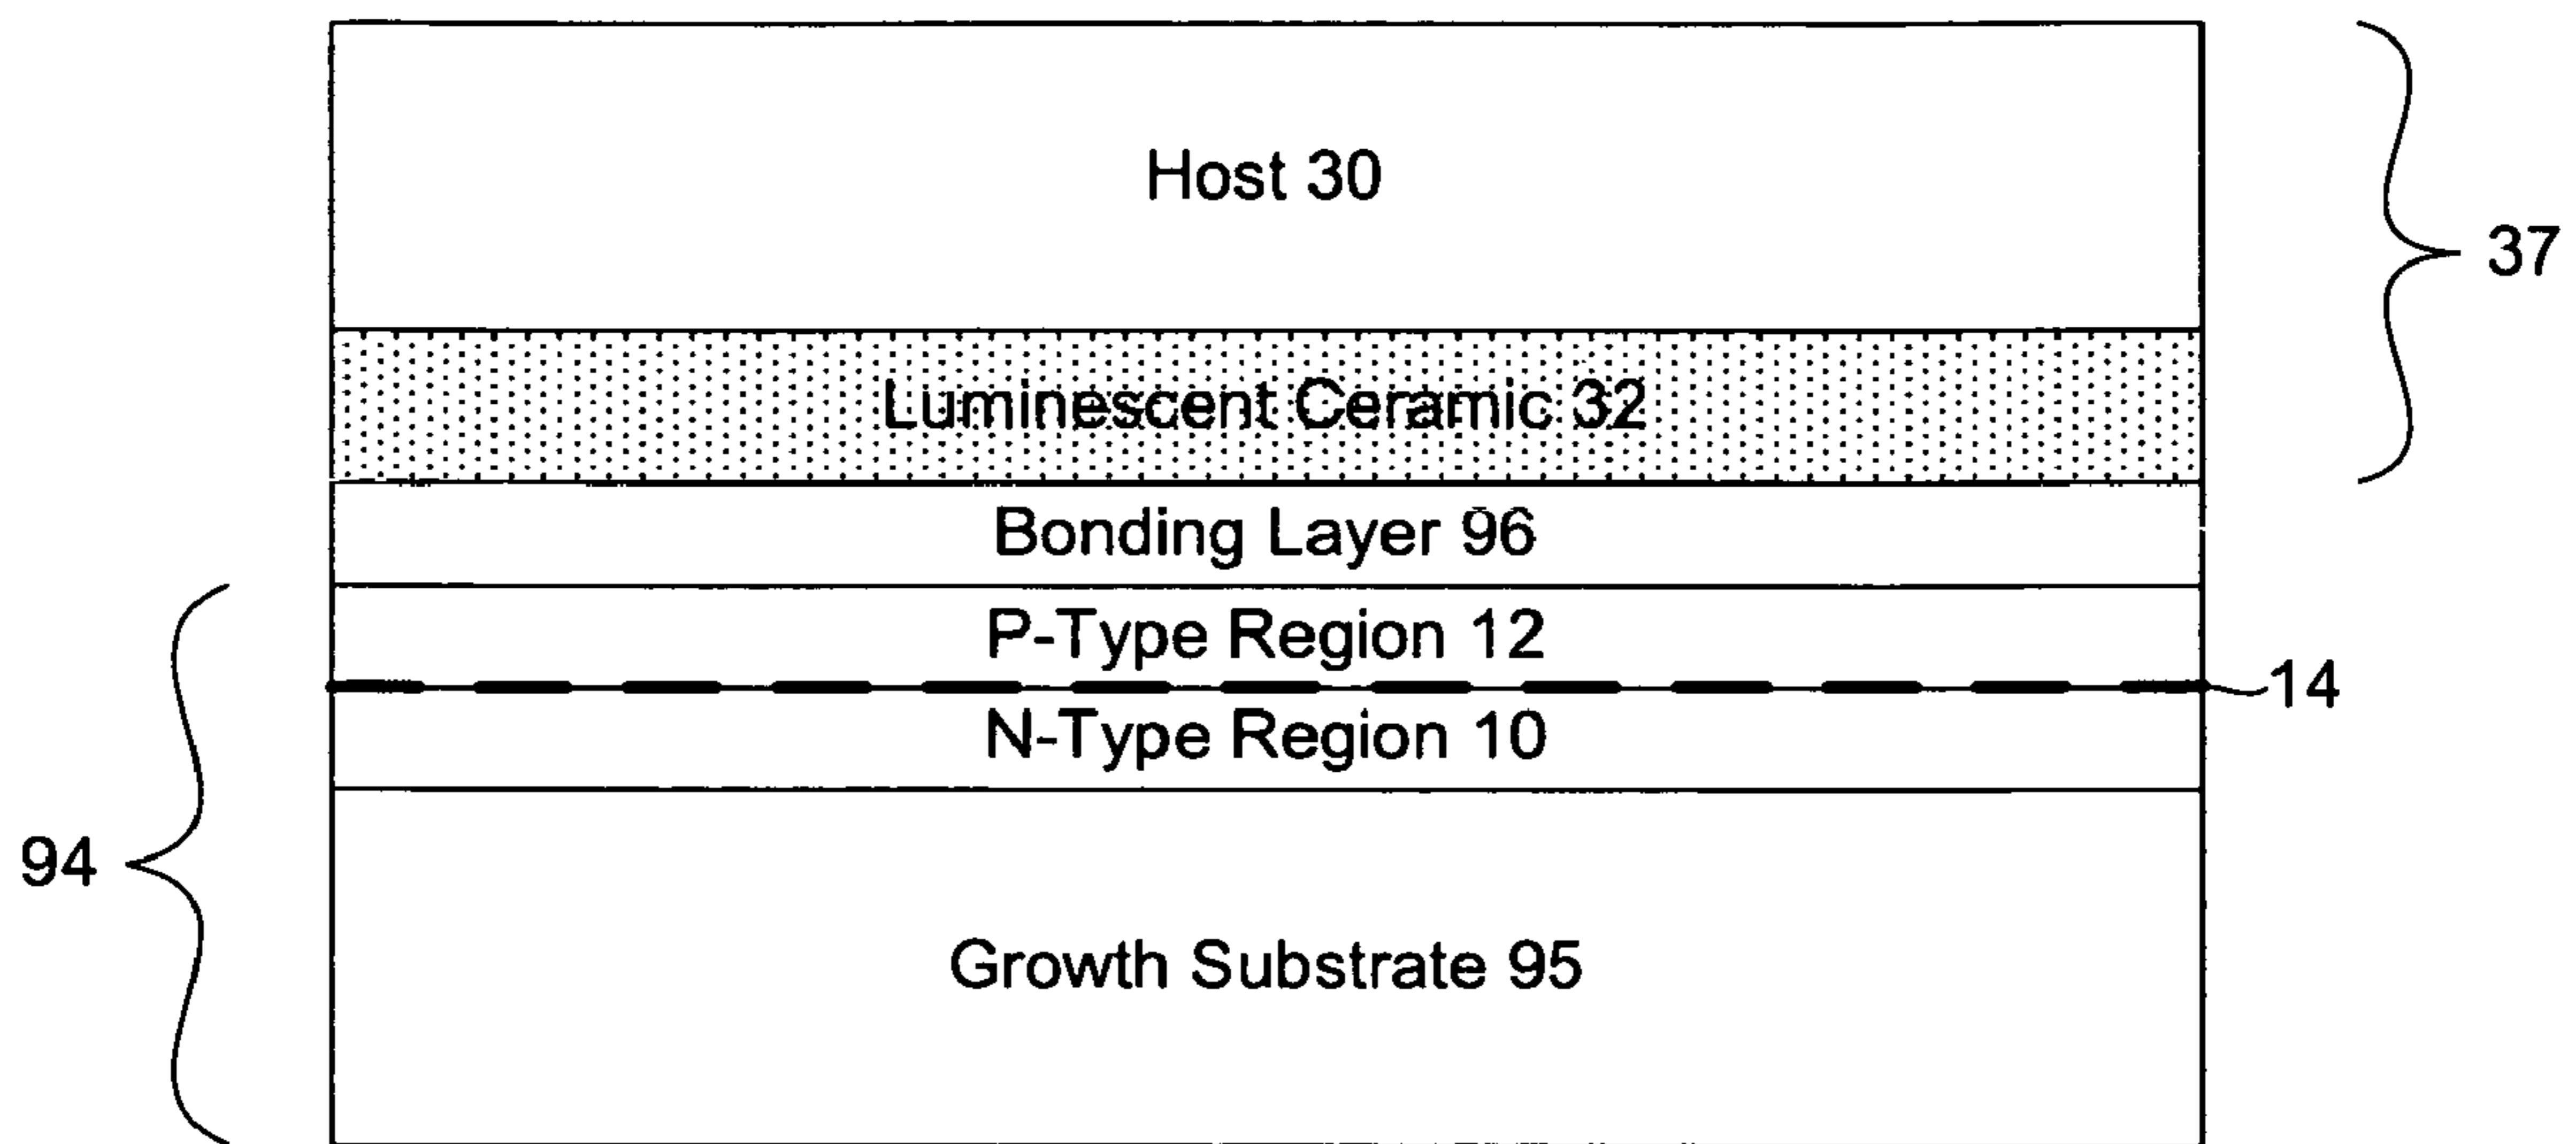 Host 30
37
Luminescent Ceramic 32
Bonding Layer 96
P-Type Region 12
14
N-Type Region 10
94
Growth Substrate 95